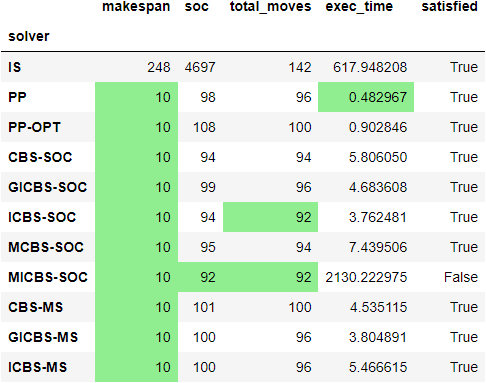 makespan soc total_moves exec_time satisfied
solver
IS 248 4697 142 617.948208 True
PP 10 98 96 0.482967 True
PP-OPT 10 108 100 0.902846 True
CBS-SOC 10 94 94 5.806050 True
GICBS-SOC 10 99 96 4.683608 True
ICBS-SOC 10 94 92 3.762481 True
MCBS-SOC 10 95 94 7.439506 True
MICBS-SOC 10 92 92 2130.222975 False
CBS-MS 10 101 100 4.535115 True
GICBS-MS 10 100 96 3.804891 True
ICBS-MS 10 100 96 5.466615 True